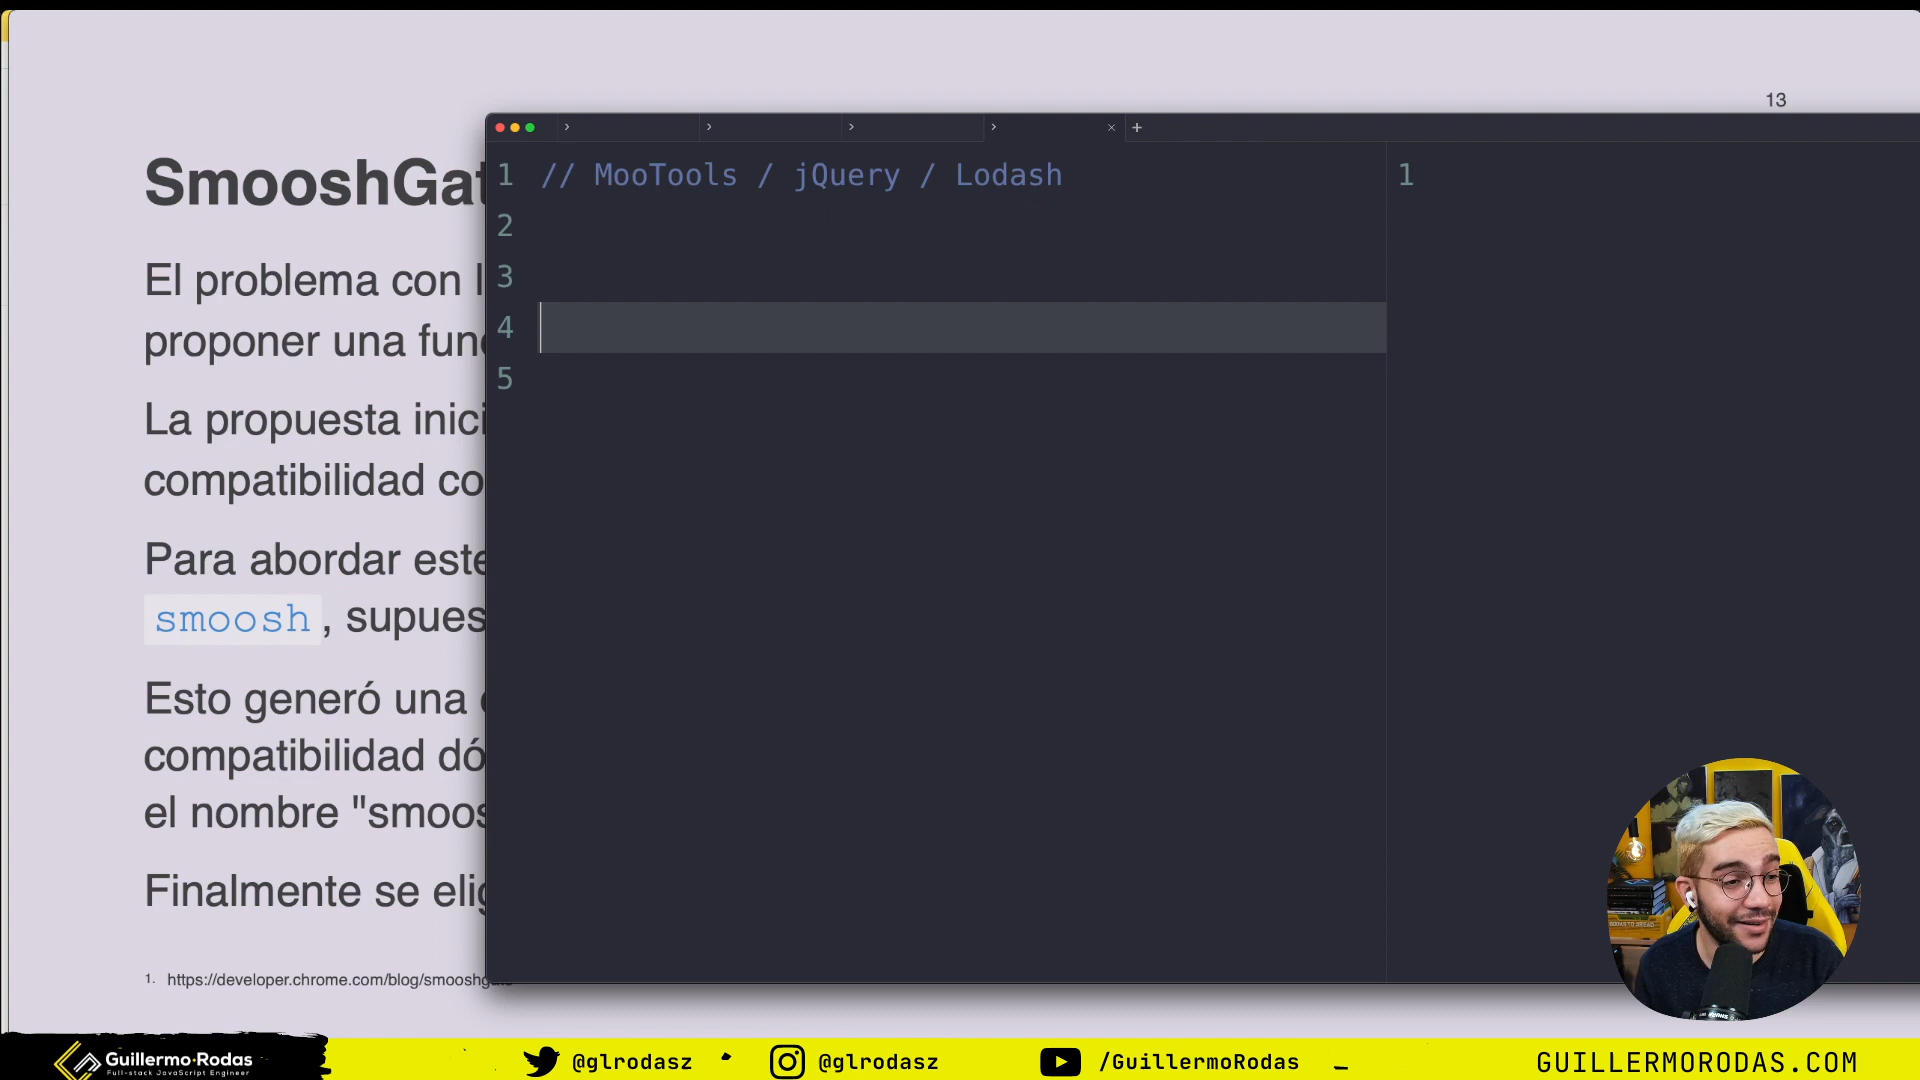 13
SmooshGat
El problema con l
proponer una fun
La propuesta inici
compatibilidad co
Para abordar este
smoosh, supues
Esto generó una
compatibilidad dó
el nombre "smoos
Finalmente se elig
1. https://developer.chrome.com/blog/smooshgate
1 // MooTools / jQuery / Lodash
2
3
4
5
1
Guillermo Rodas
Full-stack JavaScript Engineer
@glrodasz
@glrodasz
/GuillermoRodas
GUILLERMORODAS.COM